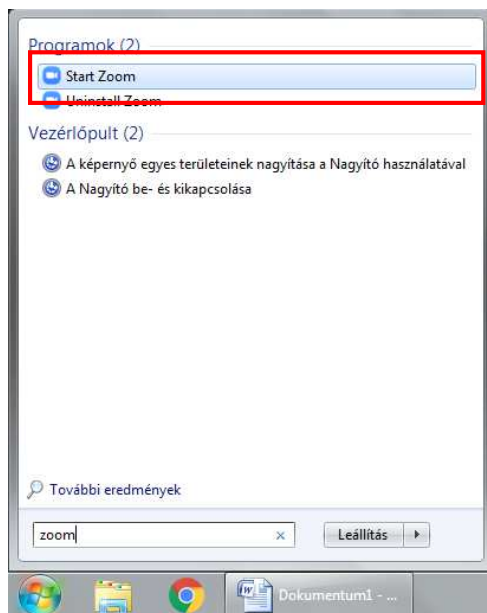 Programok (2)
Start Zoom
Uninstall Zoom
Vezérlőpult (2)
A képernyő egyes területeinek nagyítása a Nagyító használatával
A Nagyító be- és kikapcsolása
További eredmények
zoom
Leállítás
Dokumentum1 - ...